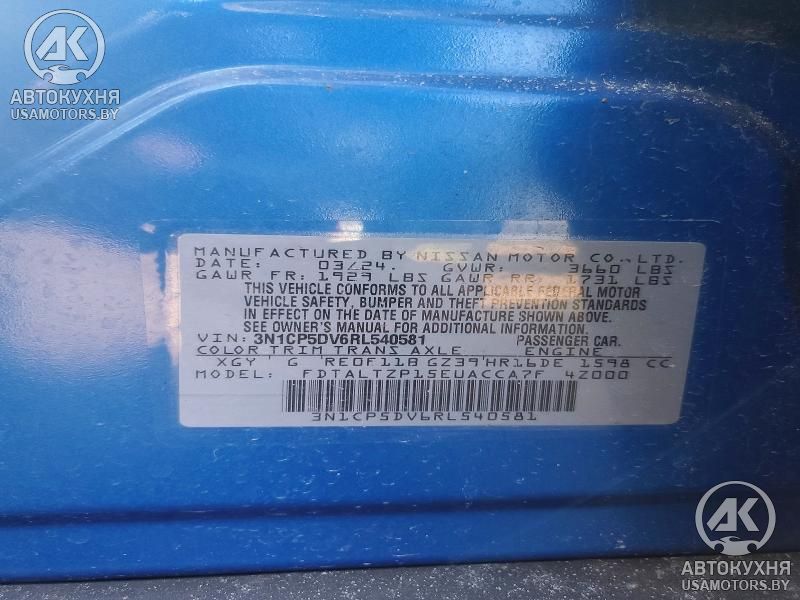 AK
АВТОКУХНЯ
USAMOTORS.BY
MANUFACTURED BY NISSAN MOTOR CO., LTD.
DATE: 03/24. GVWR: 3660 LBS
GAWR FR: 1929 LBS GAWR RR: 1731 LBS
THIS VEHICLE CONFORMS TO ALL APPLICABLE FEDERAL MOTOR
VEHICLE SAFETY, BUMPER AND THEFT PREVENTION STANDARDS
IN EFFECT ON THE DATE OF MANUFACTURE SHOWN ABOVE.
SEE OWNER'S MANUAL FOR ADDITIONAL INFORMATION
VIN: 3N1CP5DV6RL540581 PASSENGER CAR.
COLOR TRIM TRANS AXLE ENGINE
XGY G RE0F11B GZ39 HR16DE 1598 CC
MODEL: FDTALTZP15EUACCA7F 4Z000
3N1CP5DV6RL540581
AK
АВТОКУХНЯ
USAMOTORS.BY